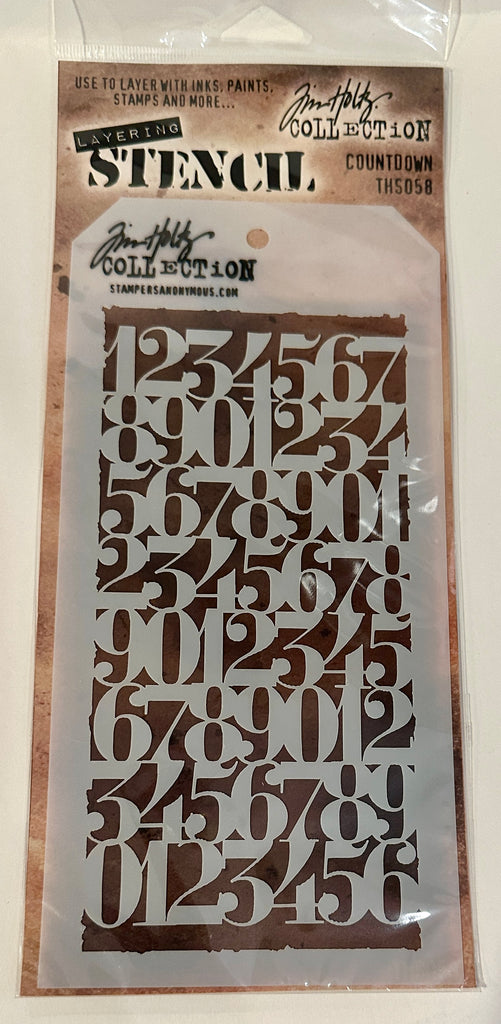 USE TO LAYER WITH INKS, PAINTS,
STAMPS AND MORE...
Tim Holtz
COLLECTION
LAYERING
STENCIL
COUNTDOWN
THS058
Tim Holtz
COLLECTION
STAMPERSANONYMOUS.COM
1234567
8901234
5678901
2345678
9012345
6789012
3456789
0123456